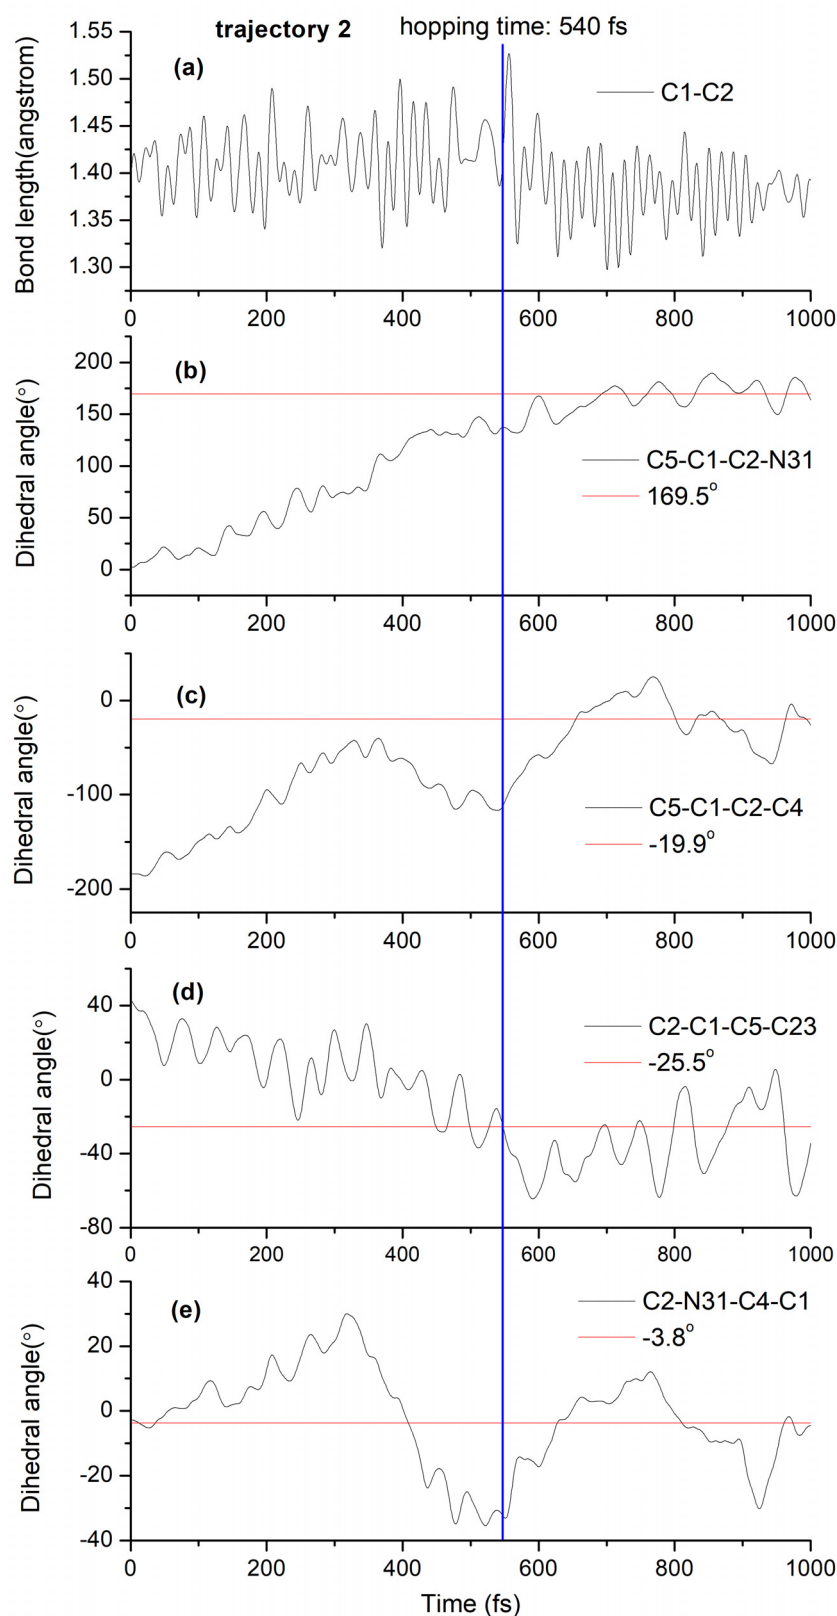 trajectory 2 hopping time: 540 fs
(a)
C1-C2
Bond length(angstrom)
1.55
1.50
1.45
1.40
1.35
1.30
0 200 400 600 800 1000
(b)
C5-C1-C2-N31
169.5°
Dihedral angle(°)
200
150
100
50
0
0 200 400 600 800 1000
(c)
C5-C1-C2-C4
-19.9°
Dihedral angle(°)
0
-100
-200
0 200 400 600 800 1000
(d)
C2-C1-C5-C23
-25.5°
Dihedral angle(°)
40
0
-40
-80
0 200 400 600 800 1000
(e)
C2-N31-C4-C1
-3.8°
Dihedral angle(°)
40
20
0
-20
-40
0 200 400 600 800 1000
Time (fs)